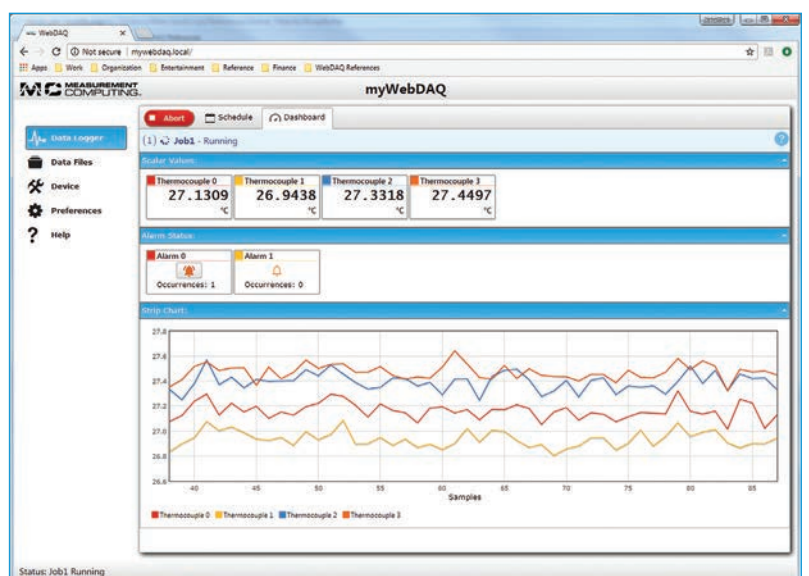 WebDAQ
Not secure | mywebdaq.local/
Apps Work Organization Entertainment Reference Finance WebDAQ References
MC MEASUREMENT COMPUTING. myWebDAQ
Abort Schedule Dashboard
Data Logger
(1) Job1 - Running
Data Files
Device
Preferences
Help
Scalar Values:
Thermocouple 0 Thermocouple 1 Thermocouple 2 Thermocouple 3
27.1309 26.9438 27.3318 27.4497
°C °C °C °C
Alarm Status:
Alarm 0 Alarm 1
Occurrences: 1 Occurrences: 0
Strip Chart:
27.8
27.6
27.4
27.2
27.0
26.8
26.6
40 45 50 55 60 65 70 75 80 85
Samples
Thermocouple 0 Thermocouple 1 Thermocouple 2 Thermocouple 3
Status: Job1 Running